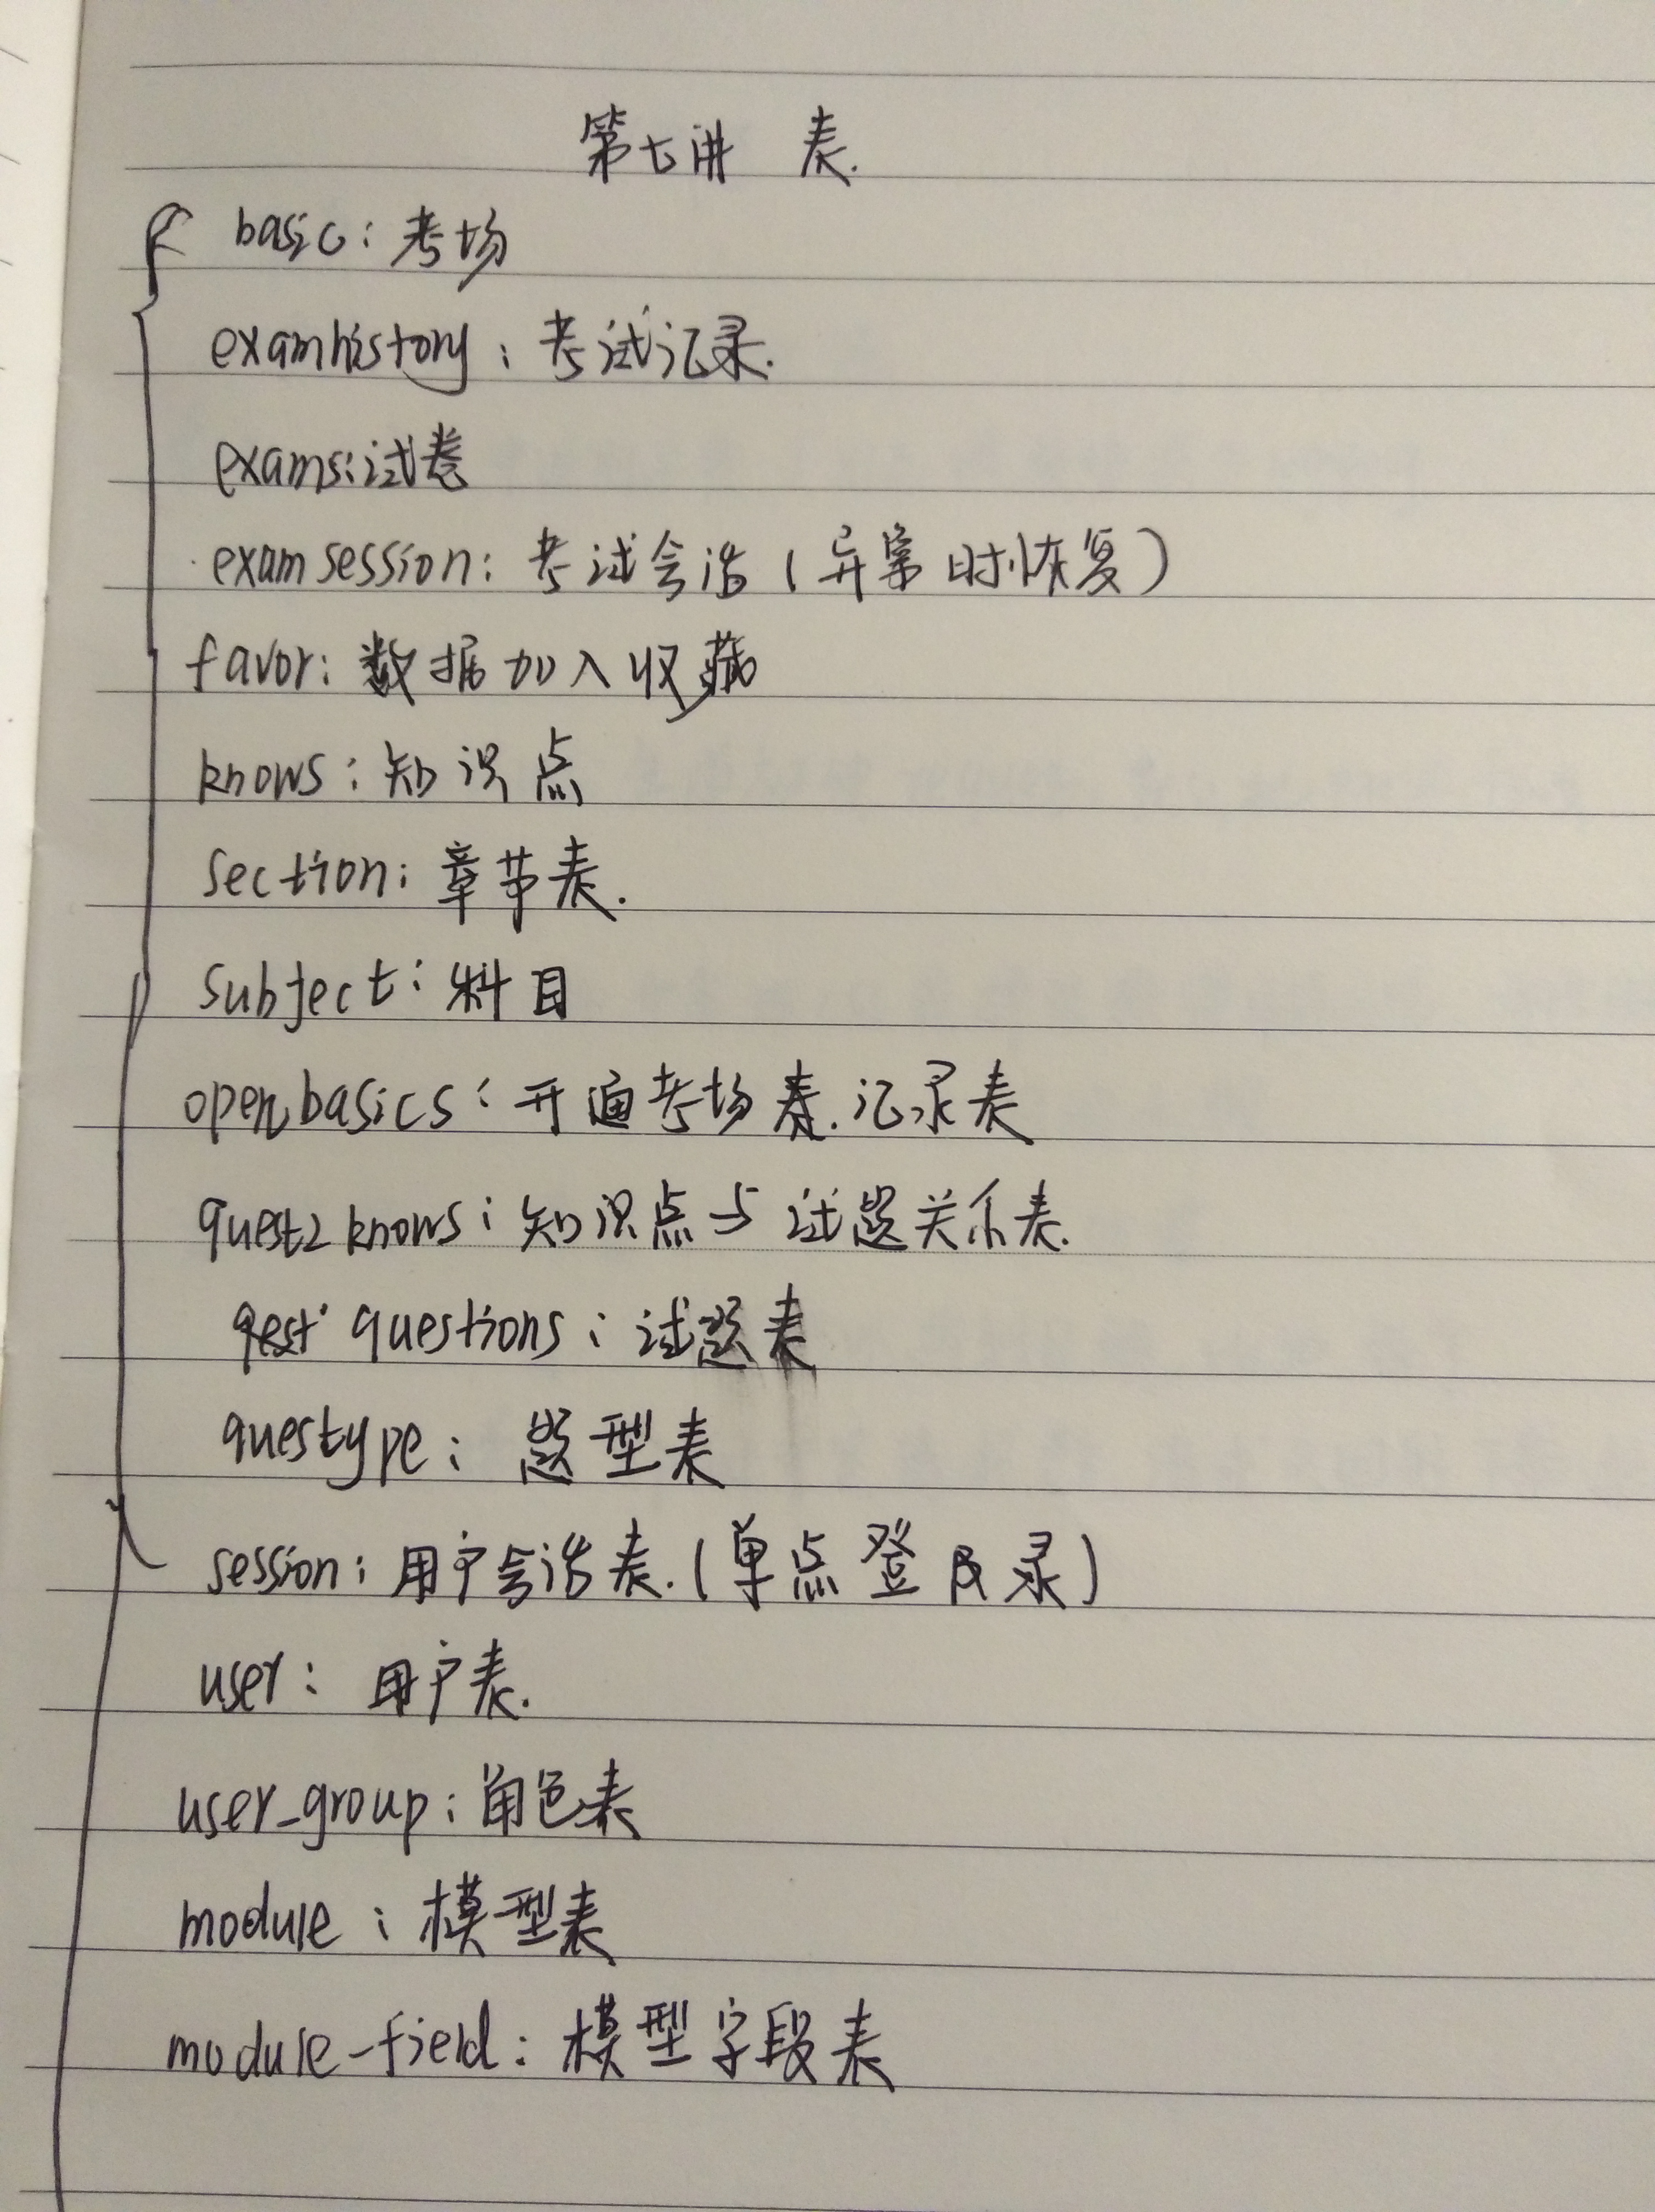 第七讲 表.
basic: 考场
examhistory: 考试记录.
exams: 试卷
examsession: 考试会话(异常时恢复)
favor: 数据加入收藏
knows: 知识点
section: 章节表.
subject: 科目
openbasics: 开通考场表.记录表
quest2knows: 知识点与试题关系表.
qest questions: 试题表
questype: 题型表
session: 用户会话表.(单点登录)
user: 用户表.
user_group: 角色表
module: 模型表
module-field: 模型字段表